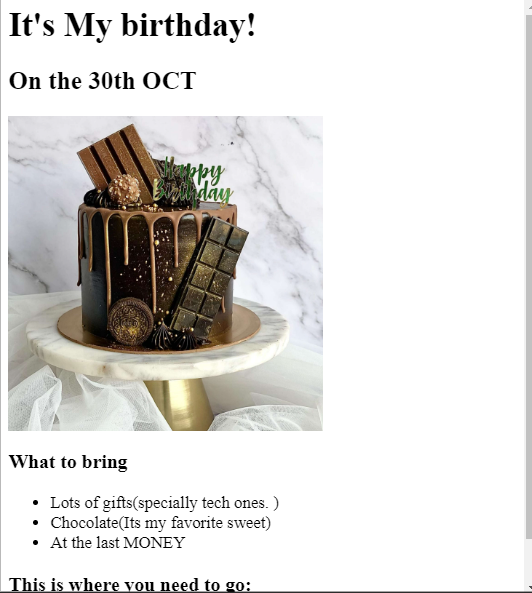 It's My birthday!
On the 30th OCT
Happy
Birthday
What to bring
Lots of gifts(specially tech ones. )
Chocolate(Its my favorite sweet)
At the last MONEY
This is where you need to go: